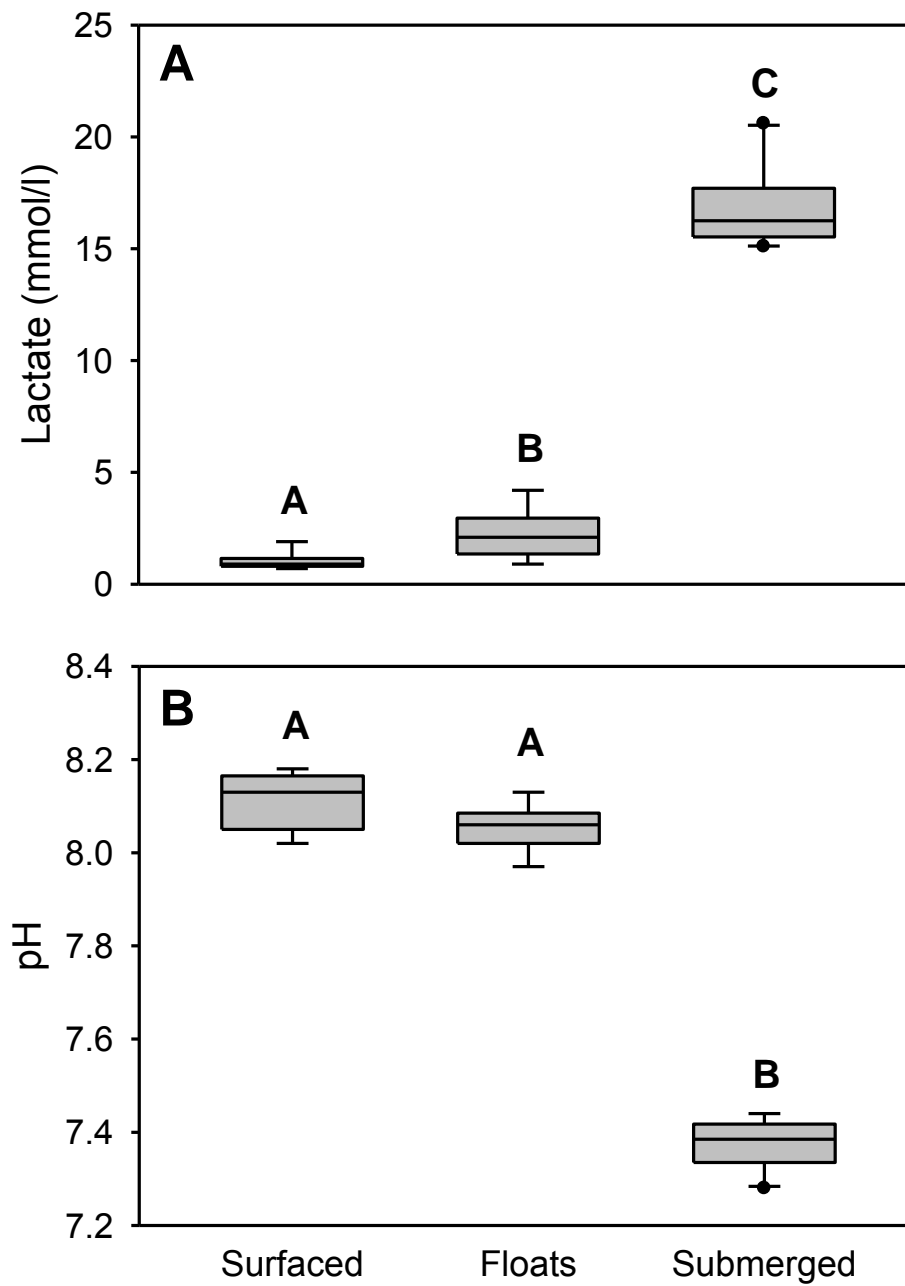 A
Lactate (mmol/l)
25
20
15
10
5
0
A
B
C
B
pH
8.4
8.2
8.0
7.8
7.6
7.4
7.2
A
A
B
Surfaced Floats Submerged